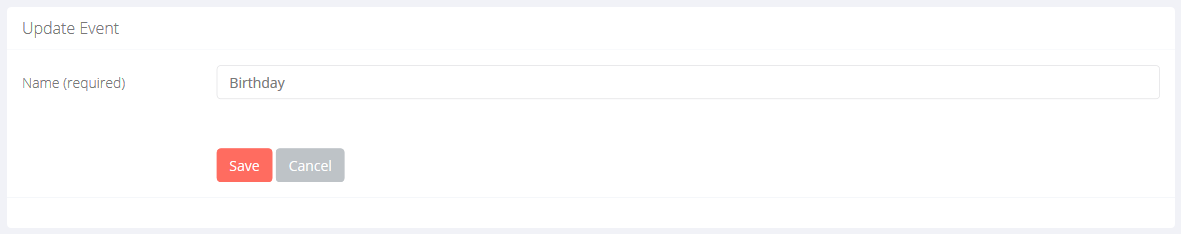 Update Event
Name (required) Birthday
Save Cancel